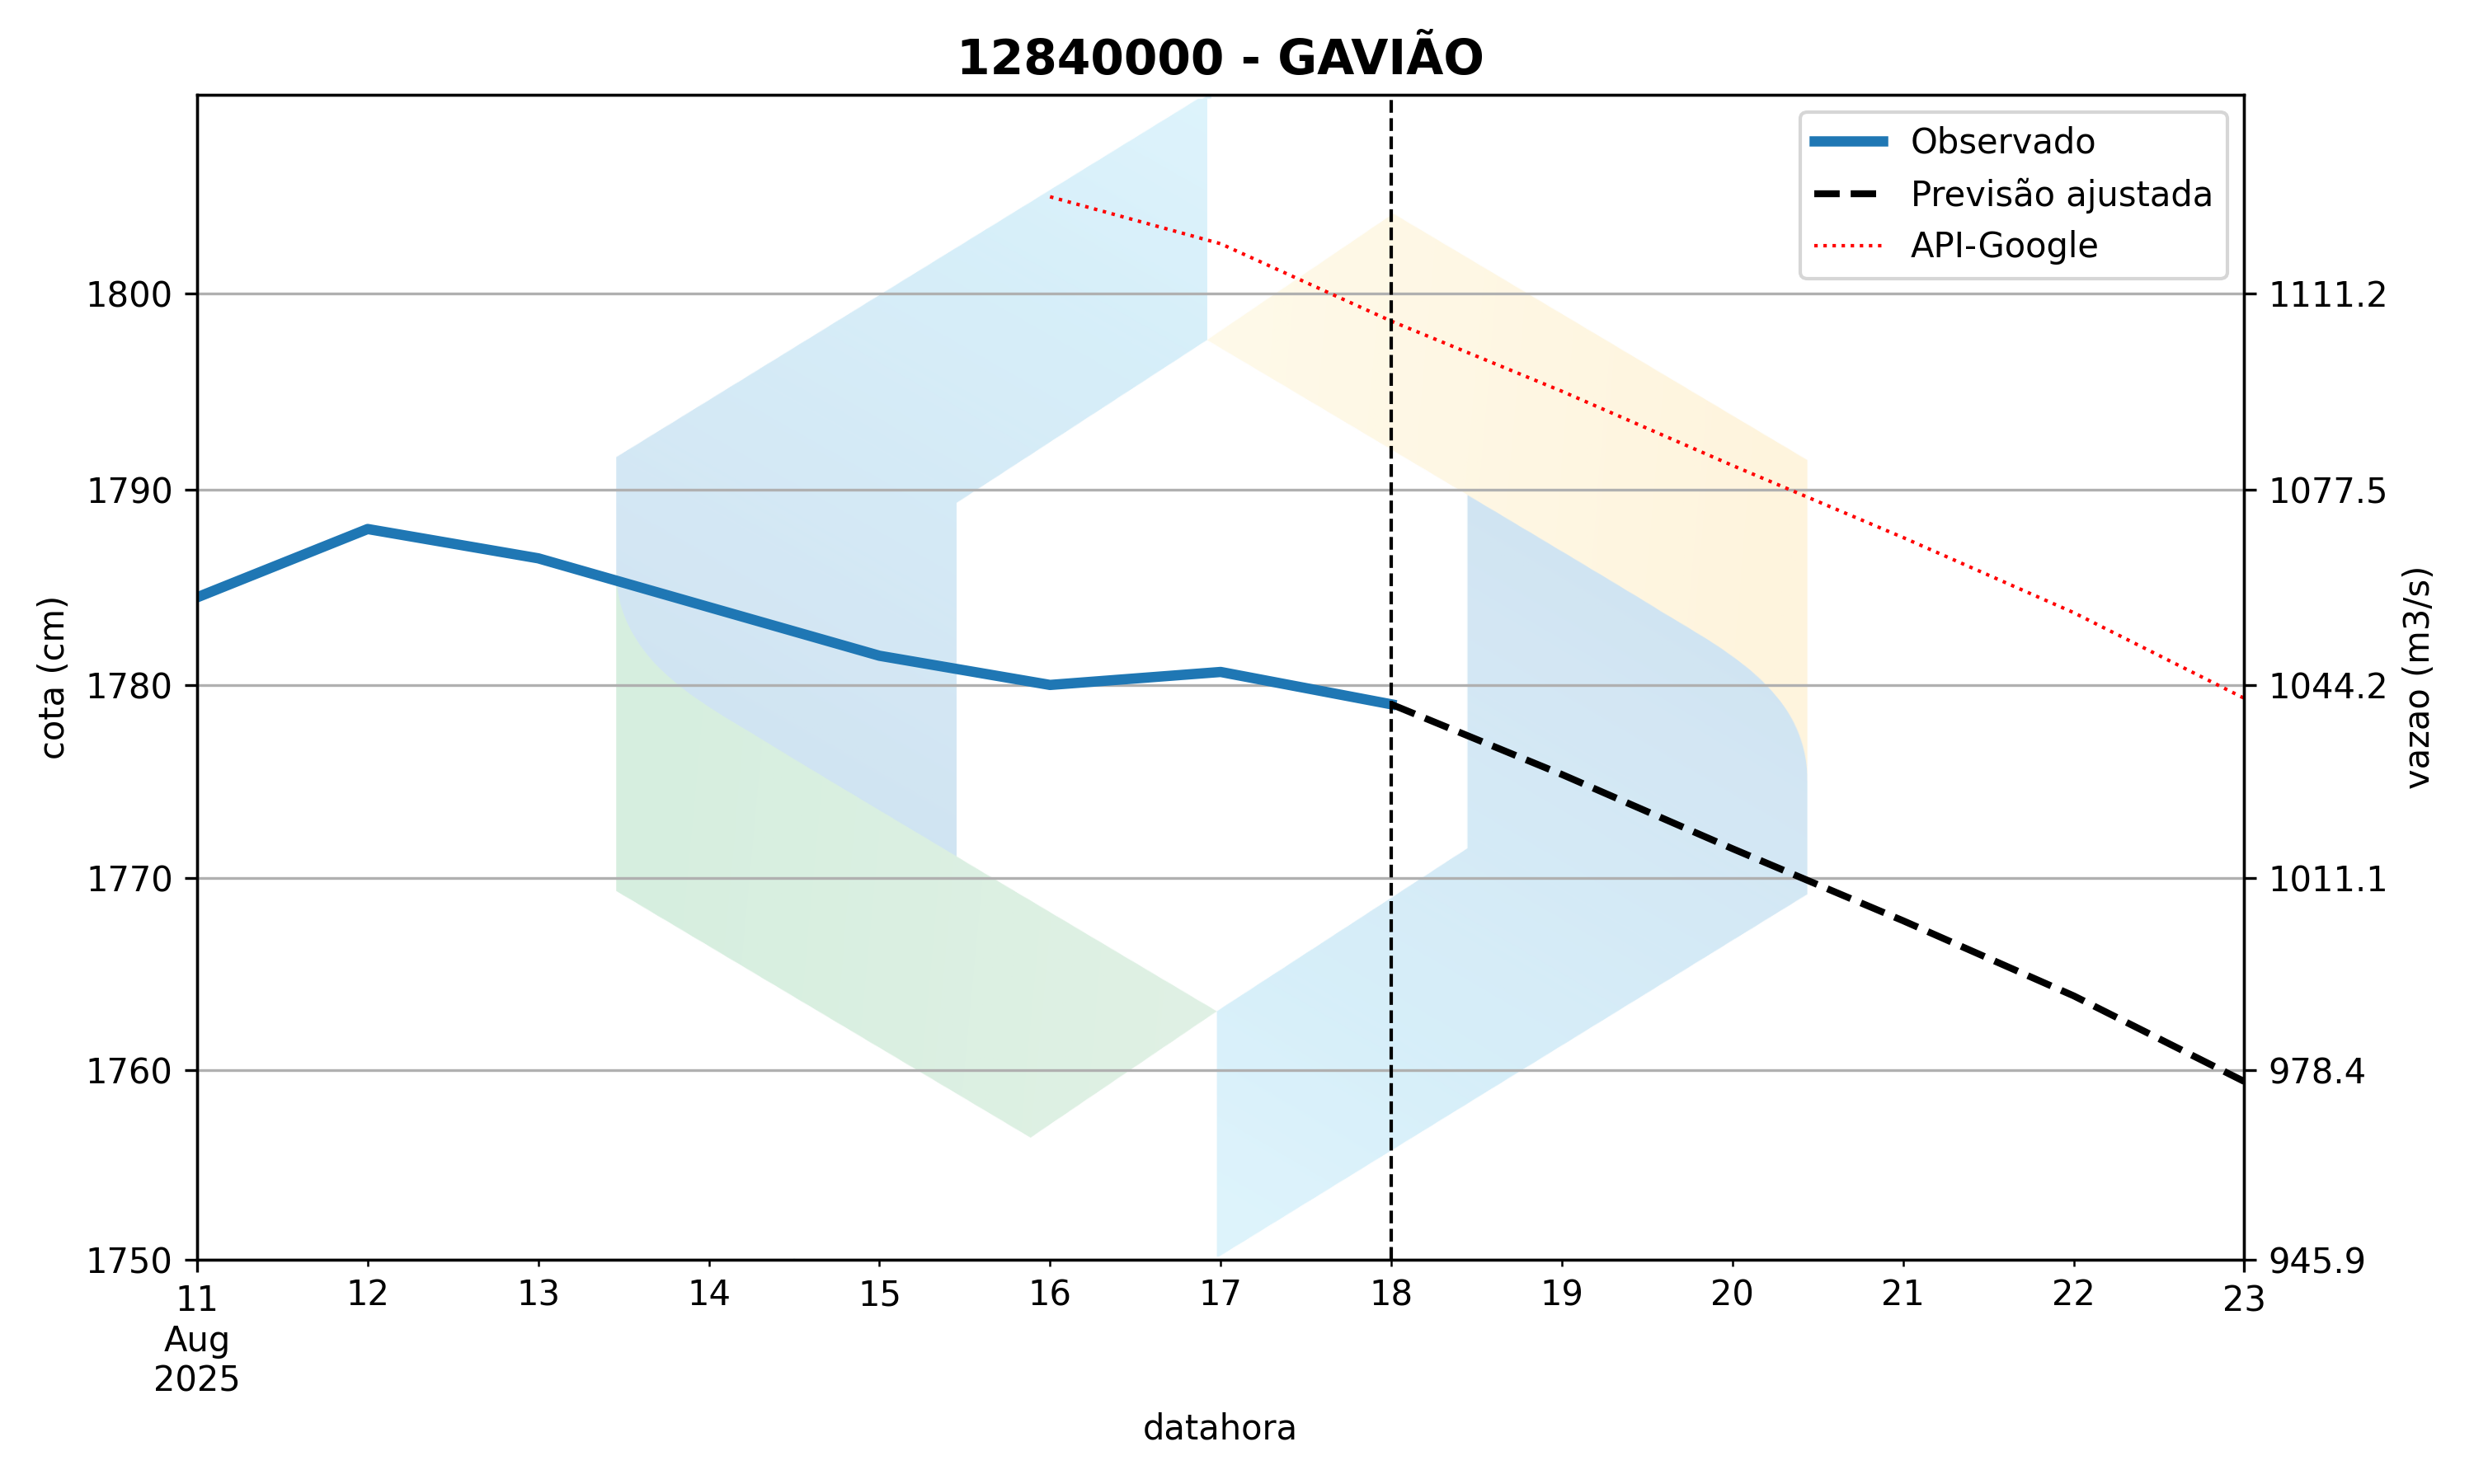 12840000 - GAVIÃO
Observado
Previsão ajustada
API-Google
1800
1790
1780
1770
1760
1750
cota (cm)
1111.2
1077.5
1044.2
1011.1
978.4
945.9
vazao (m3/s)
11 12 13 14 15 16 17 18 19 20 21 22 23
Aug
2025
datahora